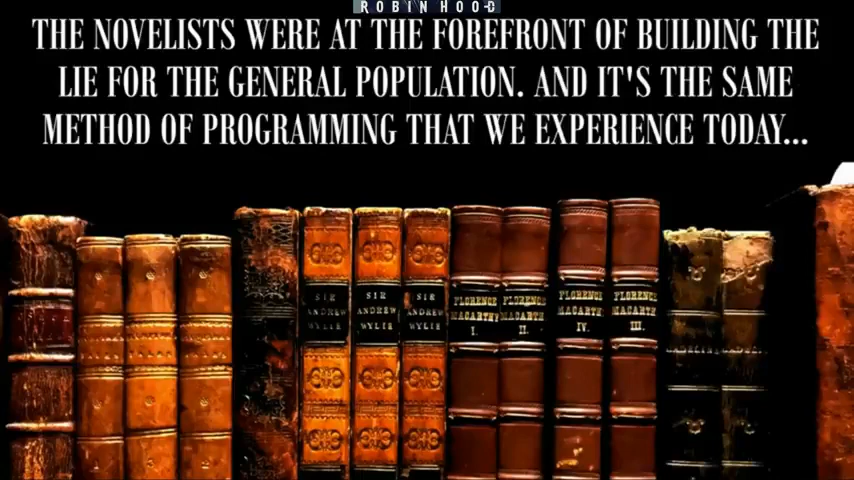 ROBIN HOOD
THE NOVELISTS WERE AT THE FOREFRONT OF BUILDING THE
LIE FOR THE GENERAL POPULATION. AND IT'S THE SAME
METHOD OF PROGRAMMING THAT WE EXPERIENCE TODAY...
SIR
ANDREW
WYLIE
SIR
ANDREW
WYLIE
SIR
ANDREW
WYLIE
FLORENCE
MACARTHY
I.
FLORENCE
MACARTHY
II.
FLORENCE
MACARTHY
IV.
FLORENCE
MACARTHY
III.